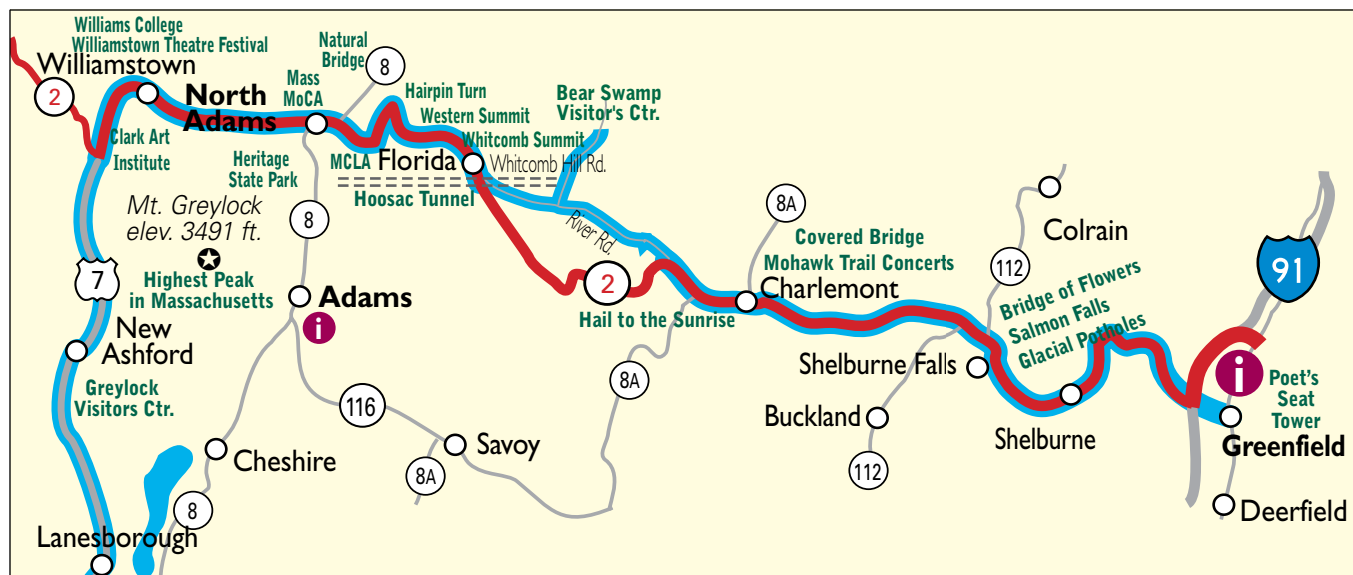 Williams College
Williamstown Theatre Festival
Williamstown
2
Natural
Bridge
8
Mass
MoCA
North
Adams
Hairpin Turn
Western Summit
Whitcomb Summit
Bear Swamp
Visitor's Ctr.
Clark Art
Institute
Heritage
State Park
MCLA
Florida
Whitcomb Hill Rd.
Hoosac Tunnel
Mt. Greylock
elev. 3491 ft.
Highest Peak
in Massachusetts
8
7
Adams
i
New
Ashford
Greylock
Visitors Ctr.
116
Cheshire
8A
Savoy
8
Lanesborough
River Rd.
2
Hail to the Sunrise
8A
Covered Bridge
Mohawk Trail Concerts
Charlemont
8A
Colrain
112
Bridge of Flowers
Salmon Falls
Glacial Potholes
Shelburne Falls
Buckland
112
Shelburne
91
i
Poet's
Seat
Tower
Greenfield
Deerfield